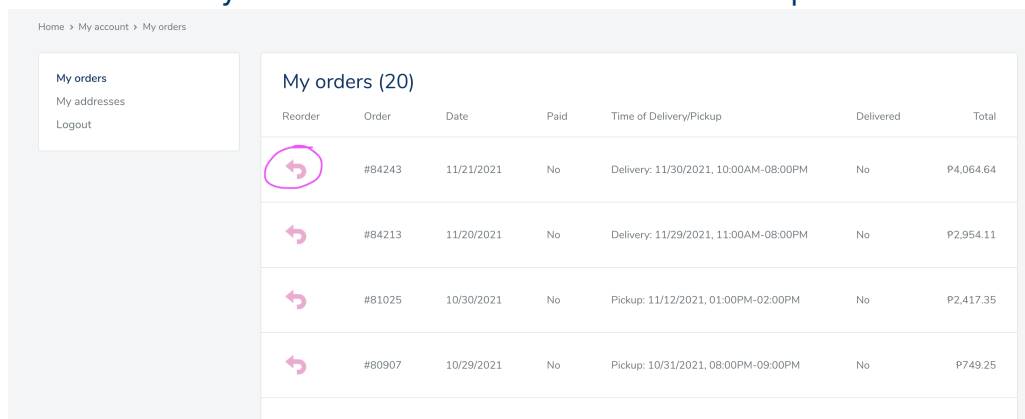 Home > My account > My orders
My orders
My addresses
Logout
My orders (20)
Reorder Order Date Paid Time of Delivery/Pickup Delivered Total
#84243 11/21/2021 No Delivery: 11/30/2021, 10:00AM-08:00PM No ₱4,064.64
#84213 11/20/2021 No Delivery: 11/29/2021, 11:00AM-08:00PM No ₱2,954.11
#81025 10/30/2021 No Pickup: 11/12/2021, 01:00PM-02:00PM No ₱2,417.35
#80907 10/29/2021 No Pickup: 10/31/2021, 08:00PM-09:00PM No ₱749.25